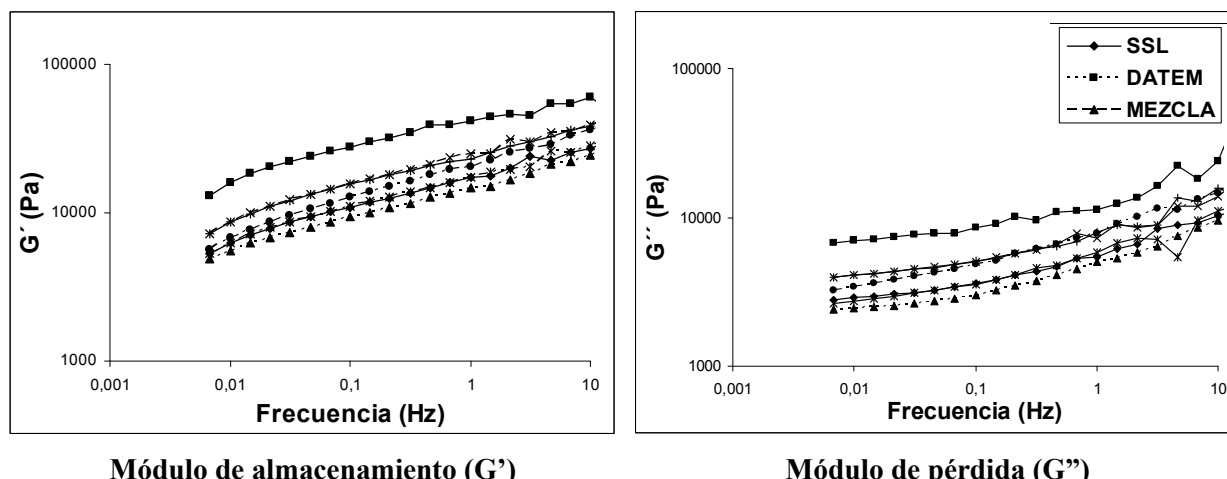 100000
10000
1000
G´ (Pa)
0,001
0,01
0,1
1
10
Frecuencia (Hz)
Módulo de almacenamiento (G’)
SSL
DATEM
MEZCLA
100000
10000
1000
G´´ (Pa)
0,001
0,01
0,1
1
10
Frecuencia (Hz)
Módulo de pérdida (G”)